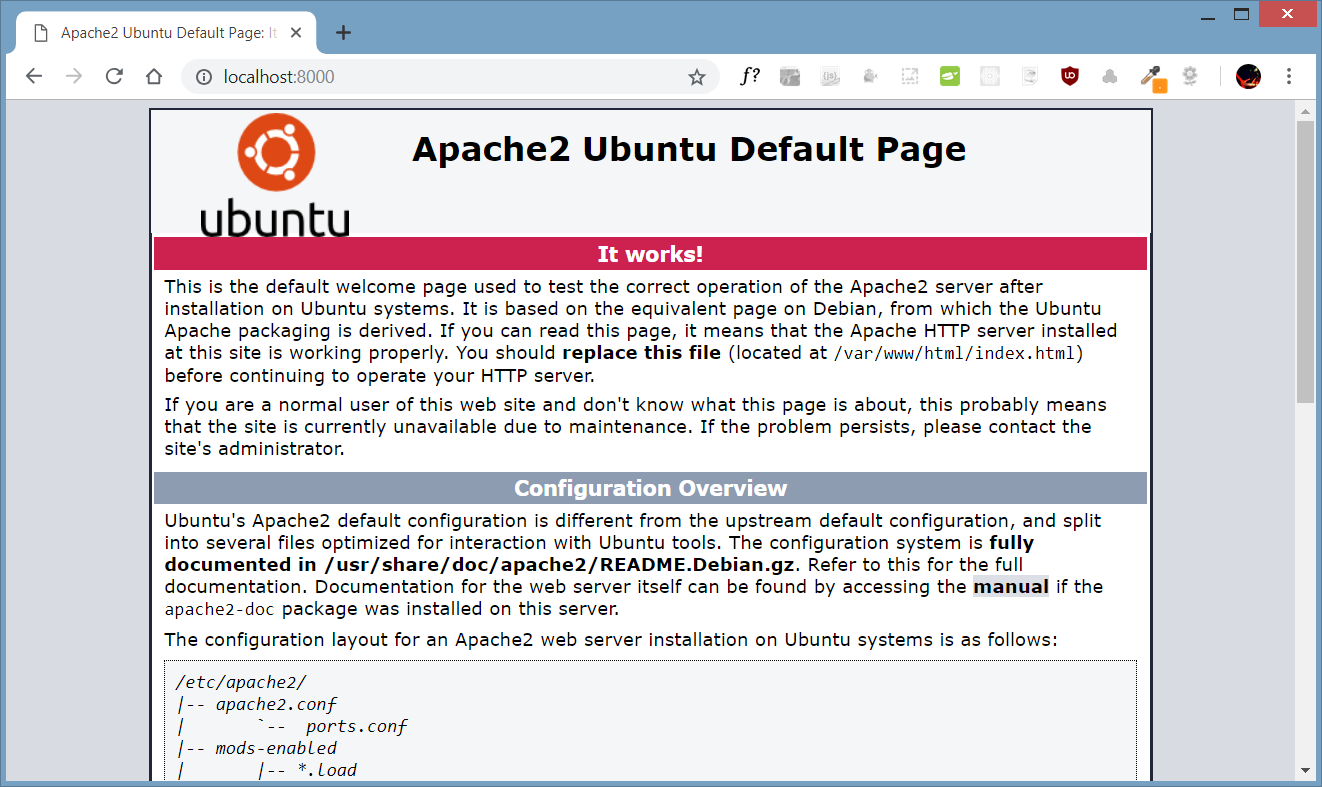 Apache2 Ubuntu Default Page: It
localhost:8000
f?
ubuntu
Apache2 Ubuntu Default Page
It works!
This is the default welcome page used to test the correct operation of the Apache2 server after
installation on Ubuntu systems. It is based on the equivalent page on Debian, from which the Ubuntu
Apache packaging is derived. If you can read this page, it means that the Apache HTTP server installed
at this site is working properly. You should replace this file (located at /var/www/html/index.html)
before continuing to operate your HTTP server.
If you are a normal user of this web site and don't know what this page is about, this probably means
that the site is currently unavailable due to maintenance. If the problem persists, please contact the
site's administrator.
Configuration Overview
Ubuntu's Apache2 default configuration is different from the upstream default configuration, and split
into several files optimized for interaction with Ubuntu tools. The configuration system is fully
documented in /usr/share/doc/apache2/README.Debian.gz. Refer to this for the full
documentation. Documentation for the web server itself can be found by accessing the manual if the
apache2-doc package was installed on this server.
The configuration layout for an Apache2 web server installation on Ubuntu systems is as follows:
/etc/apache2/
|-- apache2.conf
|       `--  ports.conf
|-- mods-enabled
|       |-- *.load